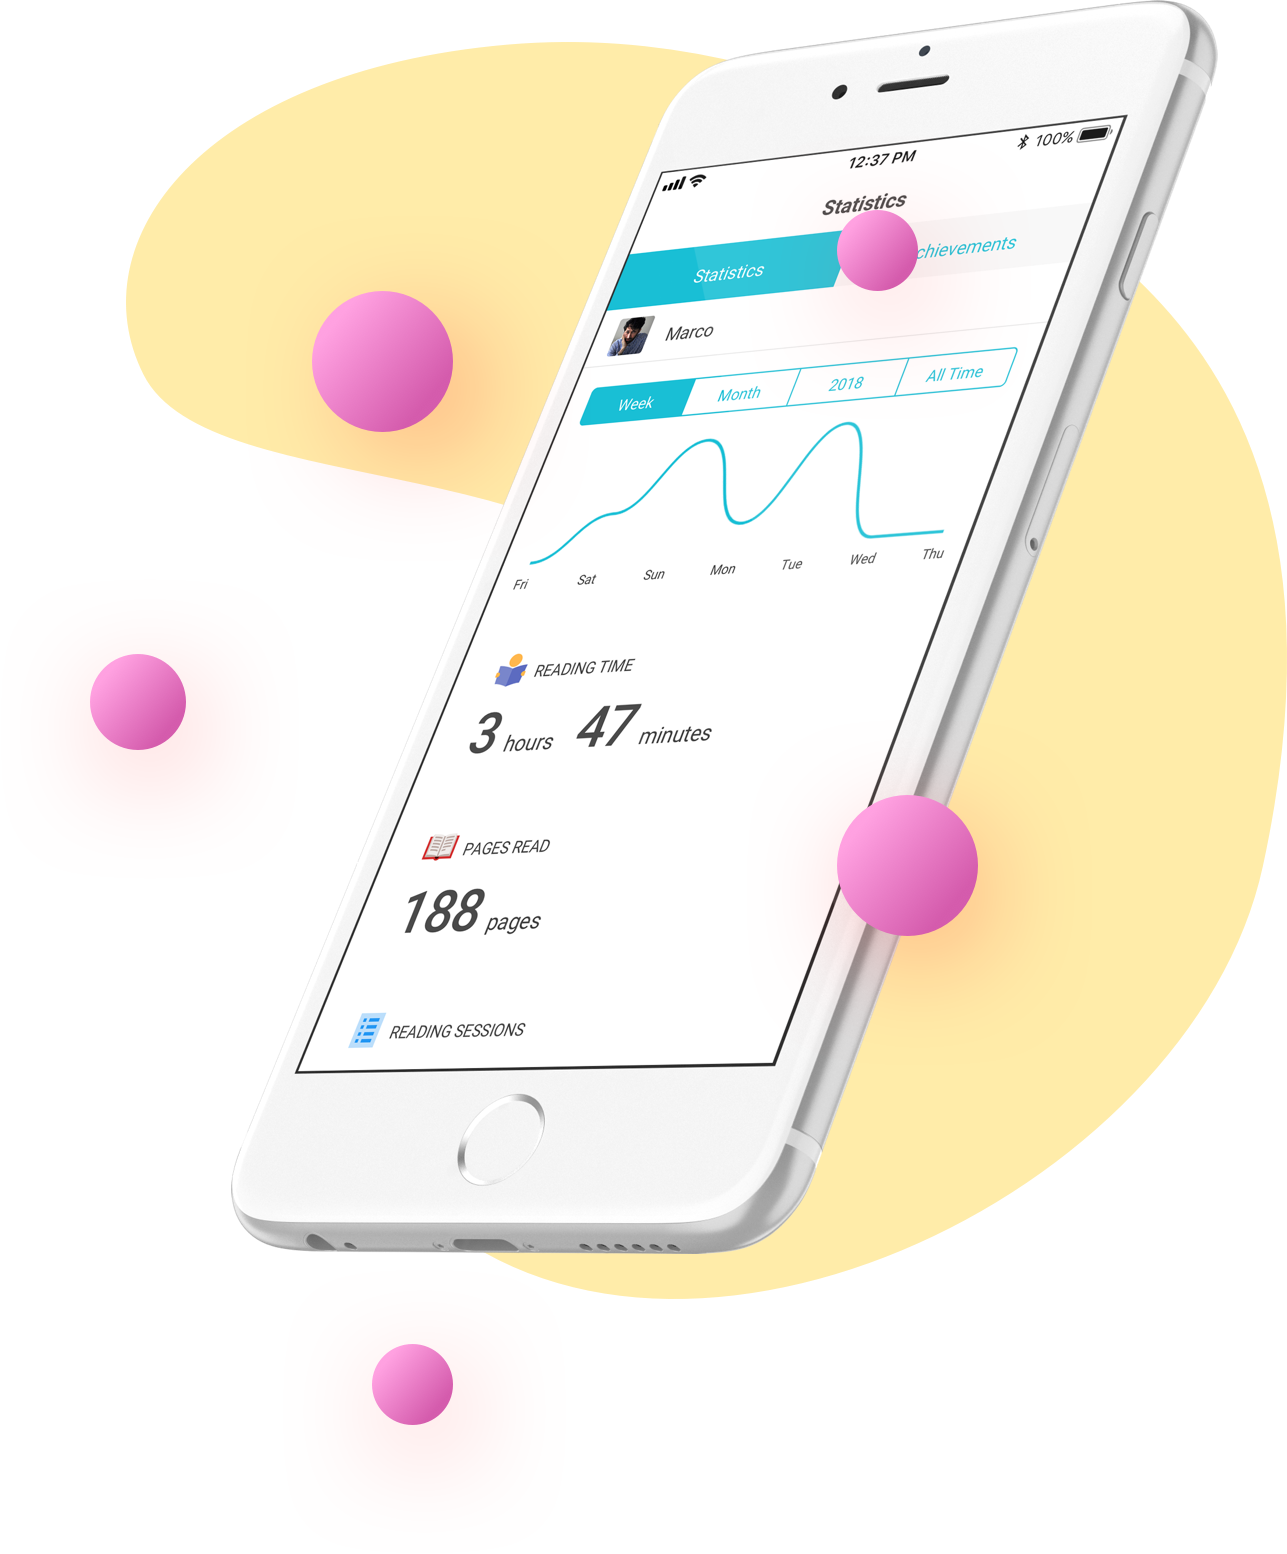 12:37 PM 100%
Statistics
Statistics chievements
Marco
Week Month 2018 All Time
Fri Sat Sun Mon Tue Wed Thu
READING TIME
3 hours 47 minutes
PAGES READ
188 pages
READING SESSIONS